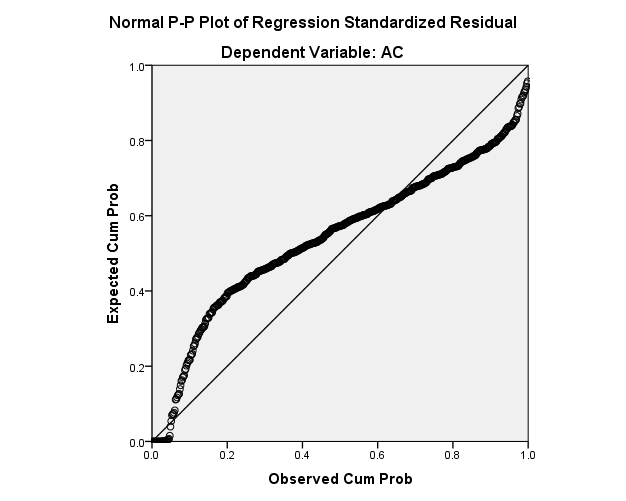 Normal P-P Plot of Regression Standardized Residual
Dependent Variable: AC
Expected Cum Prob
1.0
0.8
0.6
0.4
0.2
0.0
0.0 0.2 0.4 0.6 0.8 1.0
Observed Cum Prob